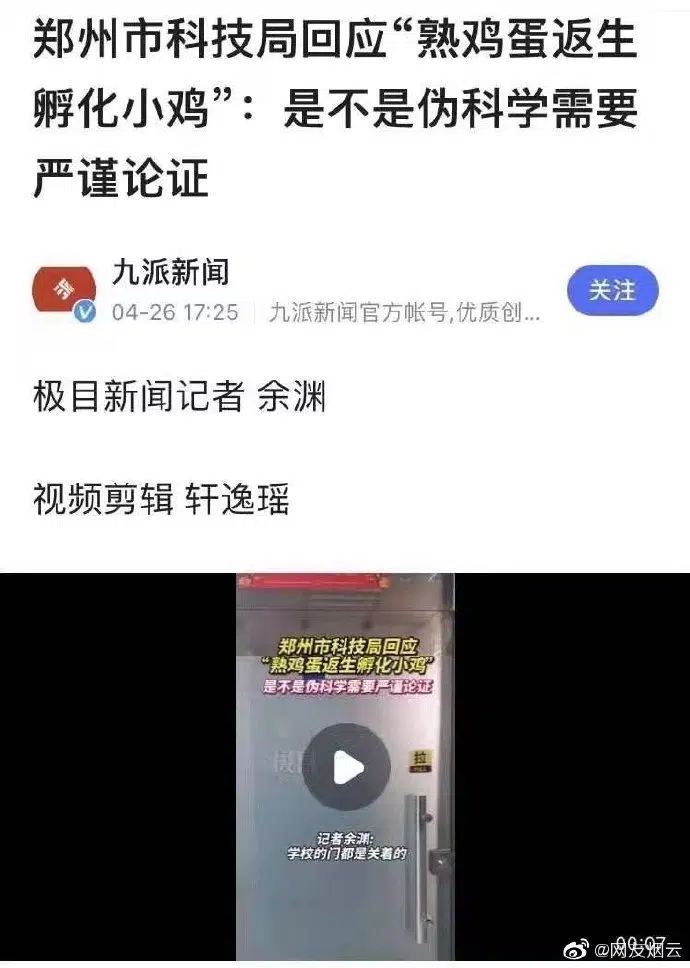 郑州市科技局回应“熟鸡蛋返生
孵化小鸡”：是不是伪科学需要
严谨论证
九派新闻
04-26 17:25
九派新闻官方帐号,优质创...
关注
极目新闻记者 余渊
视频剪辑 轩逸瑶
郑州市科技局回应
“熟鸡蛋返生孵化小鸡”
是不是伪科学需要严谨论证
拉
记者余渊:
学校的门都是关着的
00:07
@网友烟云